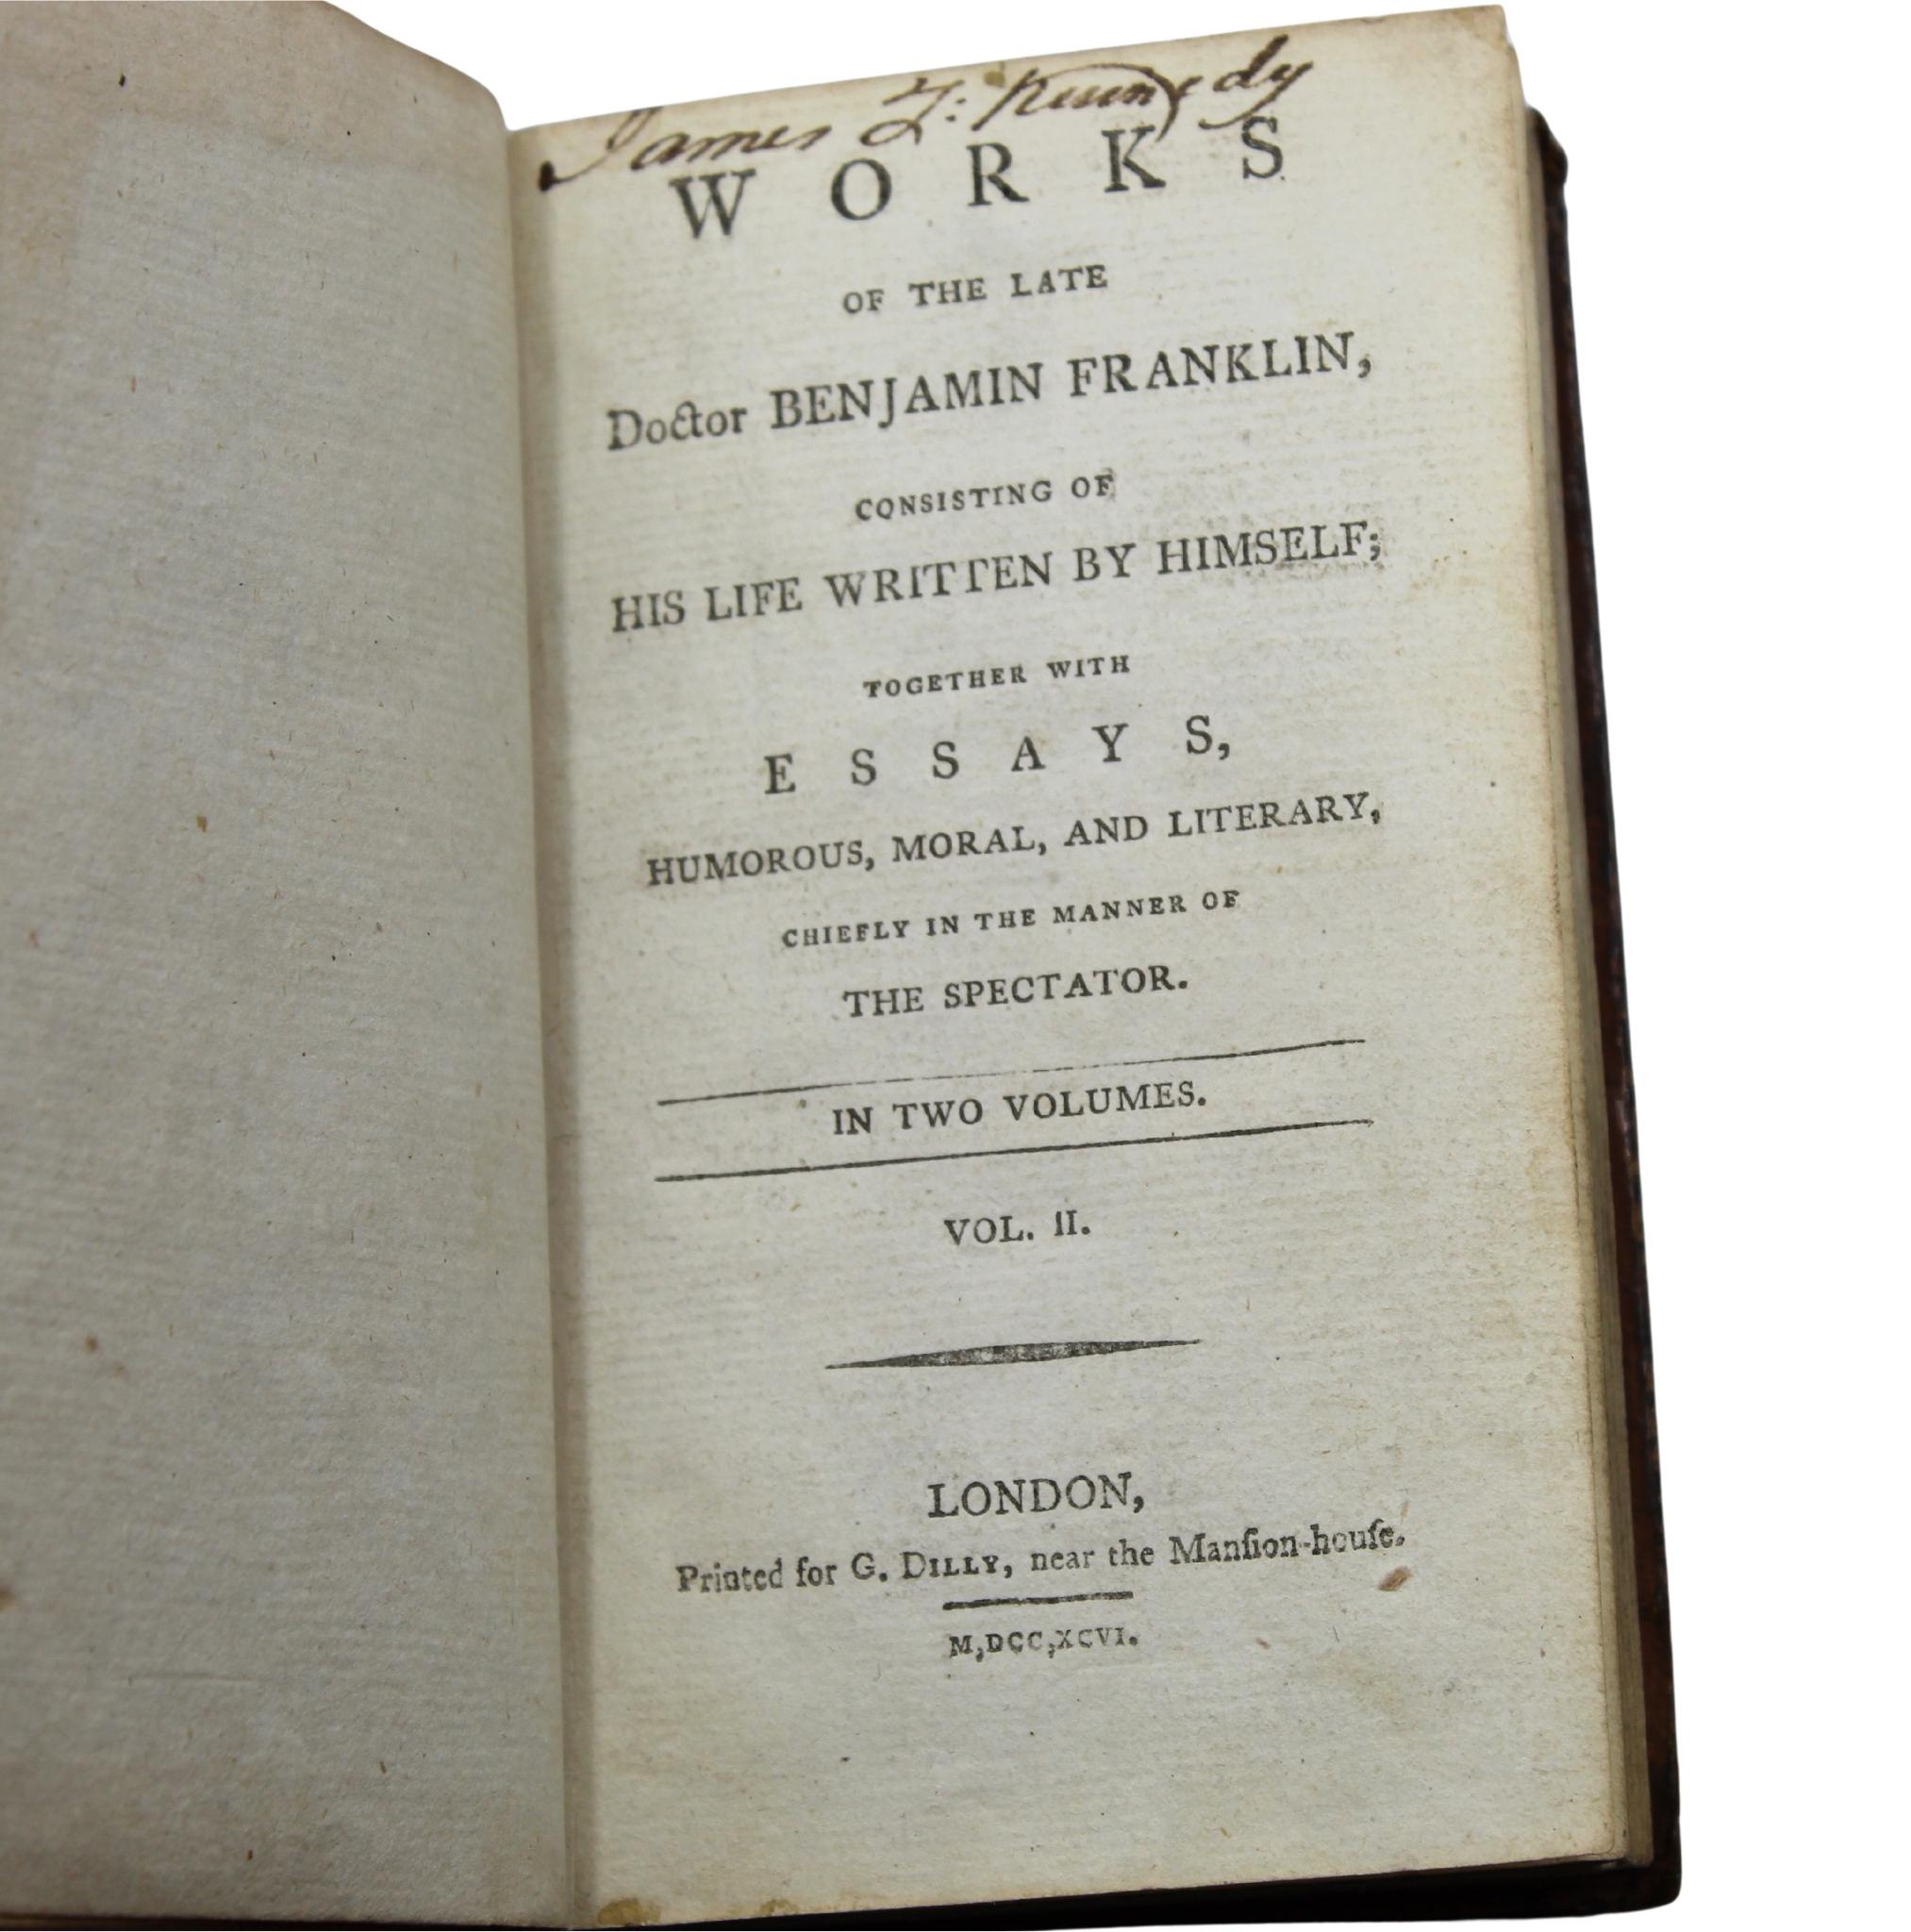 James F: Kennedy
WORKS
OF THE LATE
Doctor BENJAMIN FRANKLIN,
CONSISTING OF
HIS LIFE WRITTEN BY HIMSELF;
TOGETHER WITH
ESSAYS,
HUMOROUS, MORAL, AND LITERARY,
CHIEFLY IN THE MANNER OF
THE SPECTATOR.
IN TWO VOLUMES.
VOL. II.
LONDON,
Printed for G. DILLY, near the Manſion-houſe.
M,DCC,XCVI.